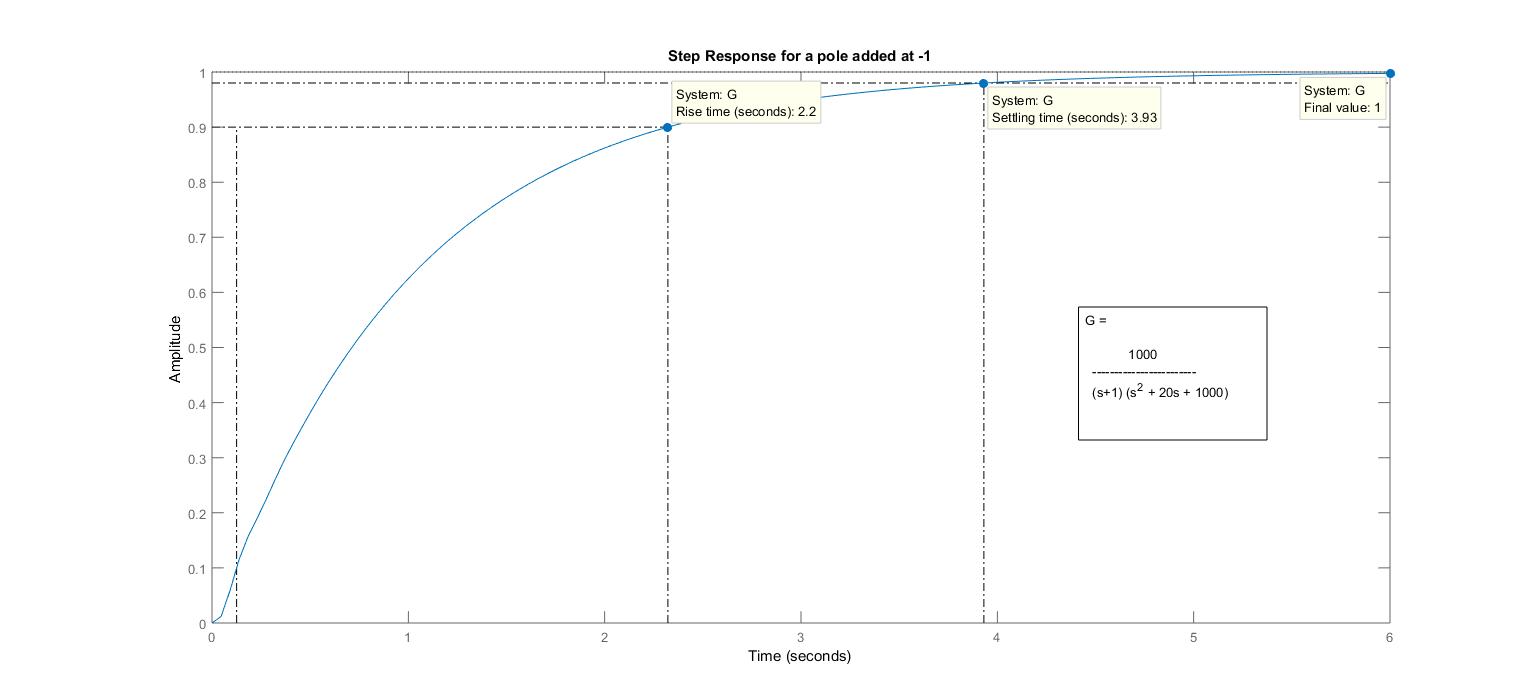 Step Response for a pole added at -1
1
0.9
0.8
0.7
0.6
0.5
0.4
0.3
0.2
0.1
0
Amplitude
System: G
Rise time (seconds): 2.2
System: G
Settling time (seconds): 3.93
System: G
Final value: 1
G =
1000
-----------------------
(s+1) (s² + 20s + 1000)
0 1 2 3 4 5 6
Time (seconds)